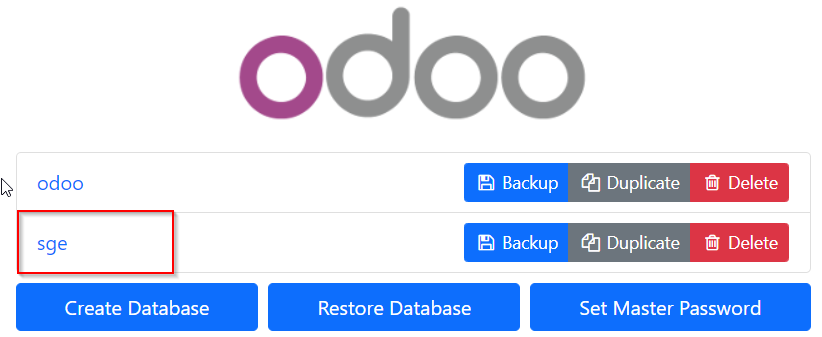 odoo
odoo Backup Duplicate Delete
sge Backup Duplicate Delete
Create Database Restore Database Set Master Password